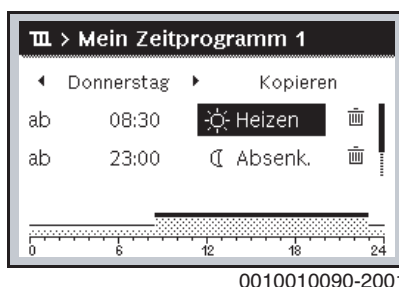 > Mein Zeitprogramm 1
Donnerstag Kopieren
ab 08:30 Heizen
ab 23:00 Absenk.
0 6 12 18 24
0010010090-2001